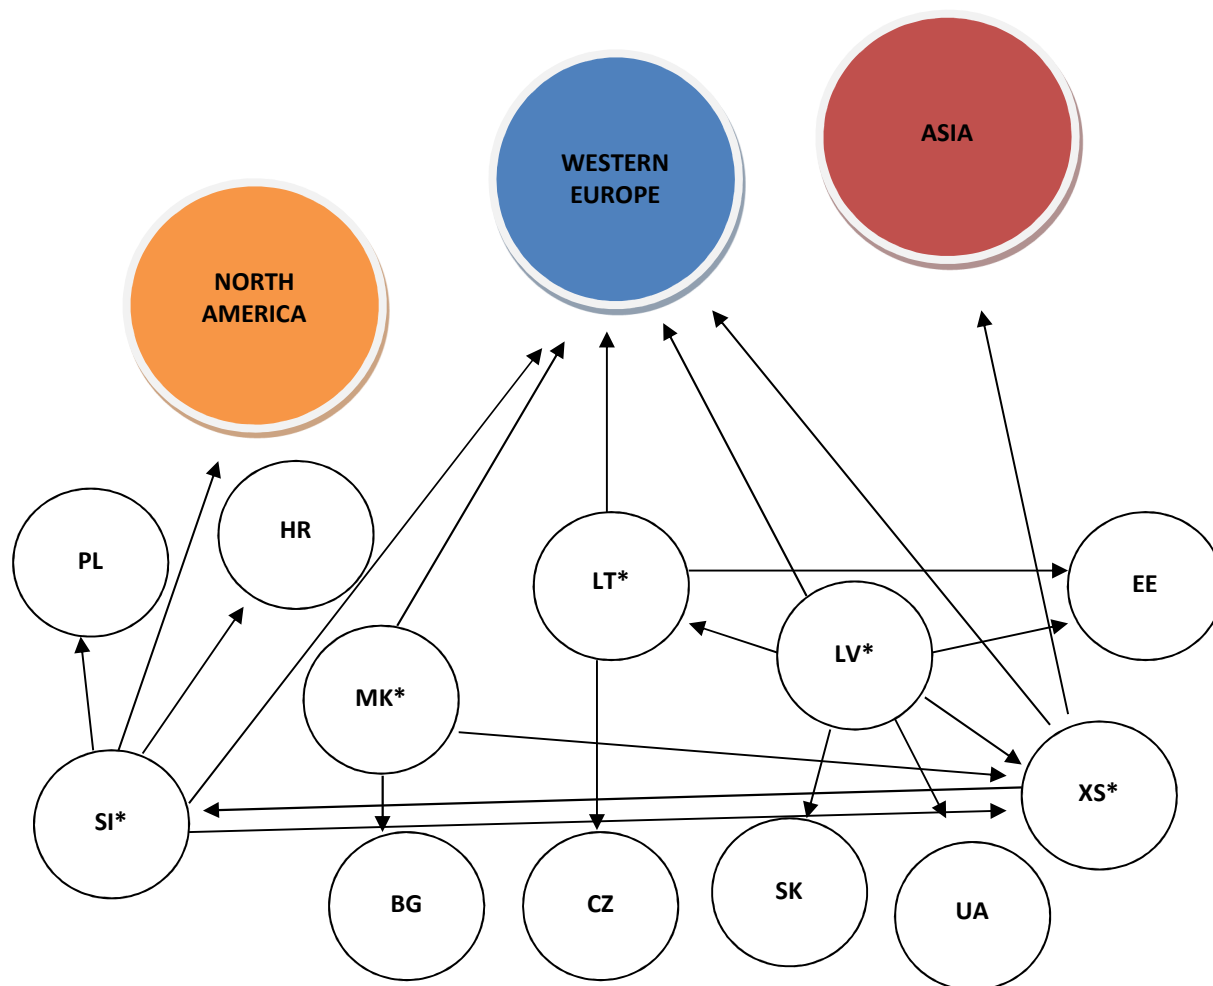 ASIA
WESTERN
EUROPE
NORTH
AMERICA
HR
PL
LT*
EE
LV*
MK*
XS*
SI*
SK
BG
CZ
UA